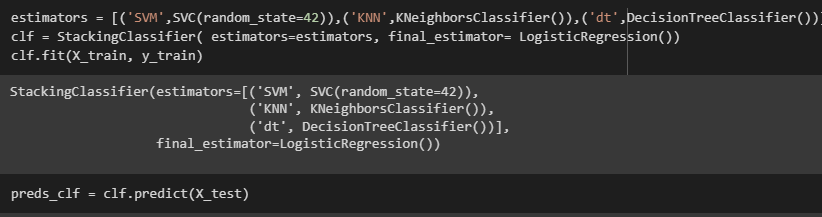 estimators = [('SVM',SVC(random_state=42)),('KNN',KNeighborsClassifier()),('dt',DecisionTreeClassifier())]
clf = StackingClassifier( estimators=estimators, final_estimator= LogisticRegression())
clf.fit(X_train, y_train)
StackingClassifier(estimators=[('SVM', SVC(random_state=42)),
('KNN', KNeighborsClassifier()),
('dt', DecisionTreeClassifier())],
final_estimator=LogisticRegression())
preds_clf = clf.predict(X_test)